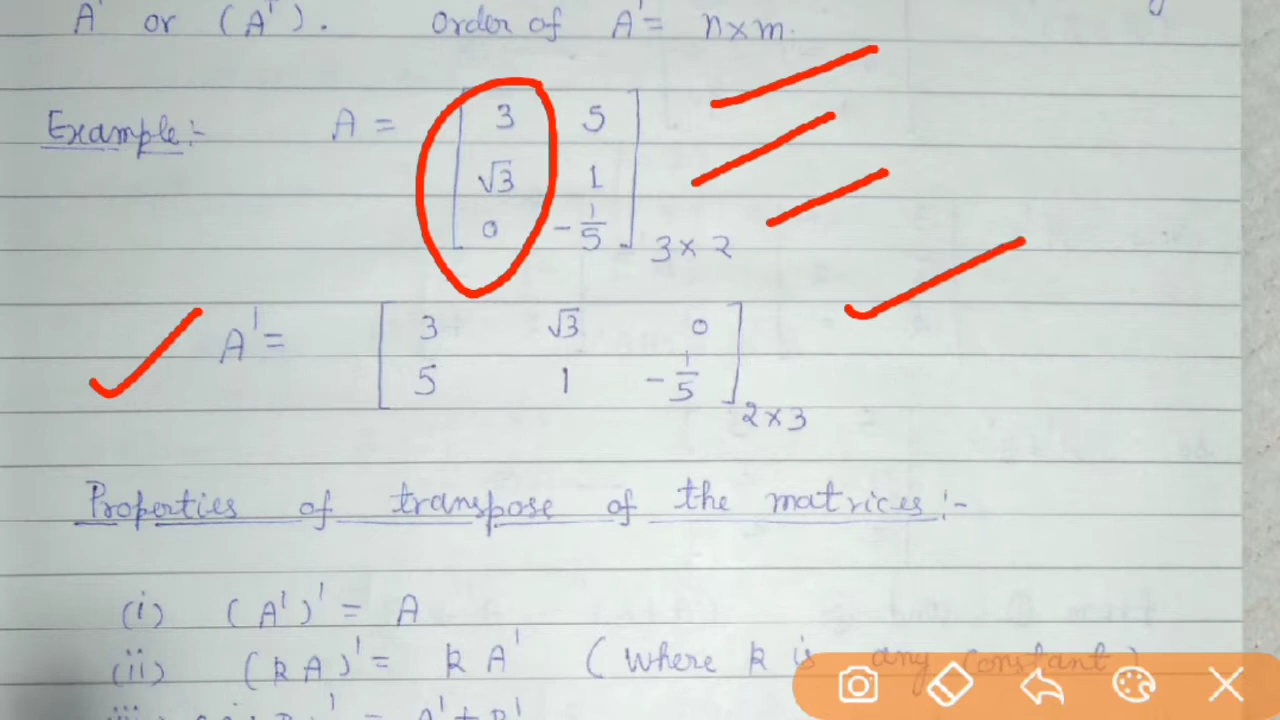 A' or (Aᵀ). Order of A' = n×m.
Example:- A = [ 3 5
√3 1
0 -1/5 ] 3×2
A' = [ 3 √3 0
5 1 -1/5 ] 2×3
Properties of transpose of the matrices:-
(i) (A')' = A
(ii) (kA)' = kA' (where k is any constant)